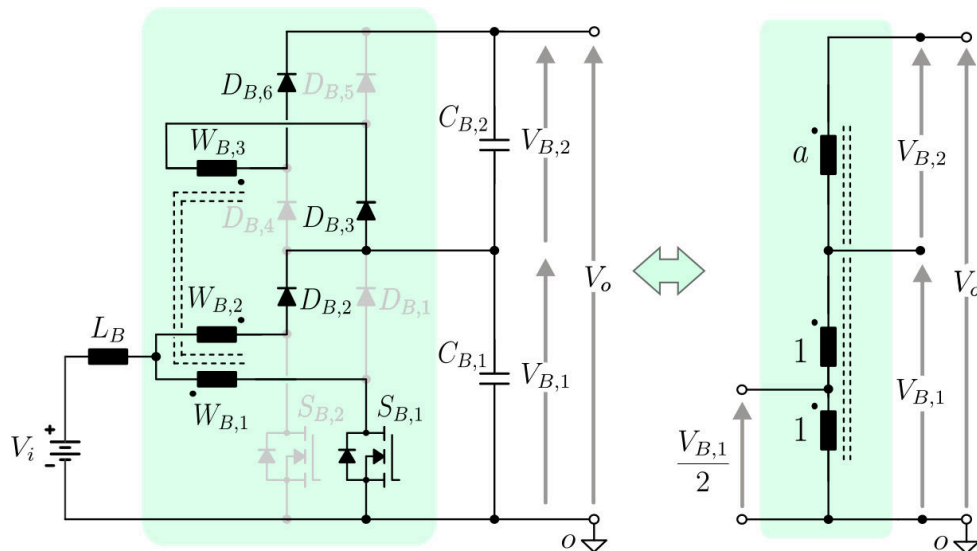 D_{B,6}
D_{B,5}
C_{B,2}
V_{B,2}
W_{B,3}
D_{B,4}
D_{B,3}
V_o
W_{B,2}
D_{B,2}
D_{B,1}
L_B
C_{B,1}
V_{B,1}
W_{B,1}
S_{B,2}
S_{B,1}
V_i
+
-
o
a
V_{B,2}
V_o
1
V_{B,1}
1
V_{B,1}
2
o